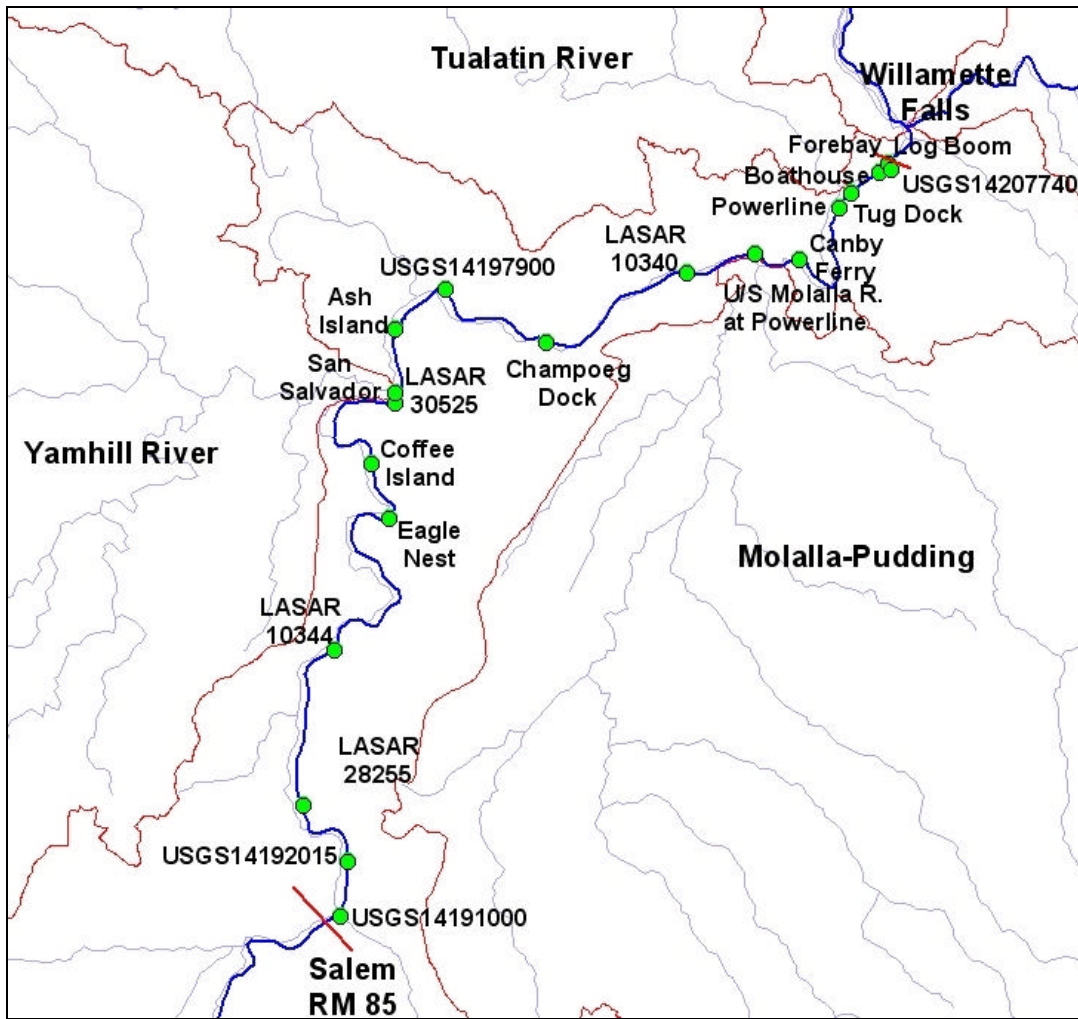 Tualatin River
Willamette
Falls
Forebay Log Boom
Boathouse
USGS14207740
Powerline
Tug Dock
LASAR
10340
Canby
Ferry
USGS14197900
U/S Molalla R.
at Powerline
Ash
Island
Champoeg
Dock
San
Salvador
LASAR
30525
Yamhill River
Coffee
Island
Eagle
Nest
Molalla-Pudding
LASAR
10344
LASAR
28255
USGS14192015
USGS14191000
Salem
RM 85